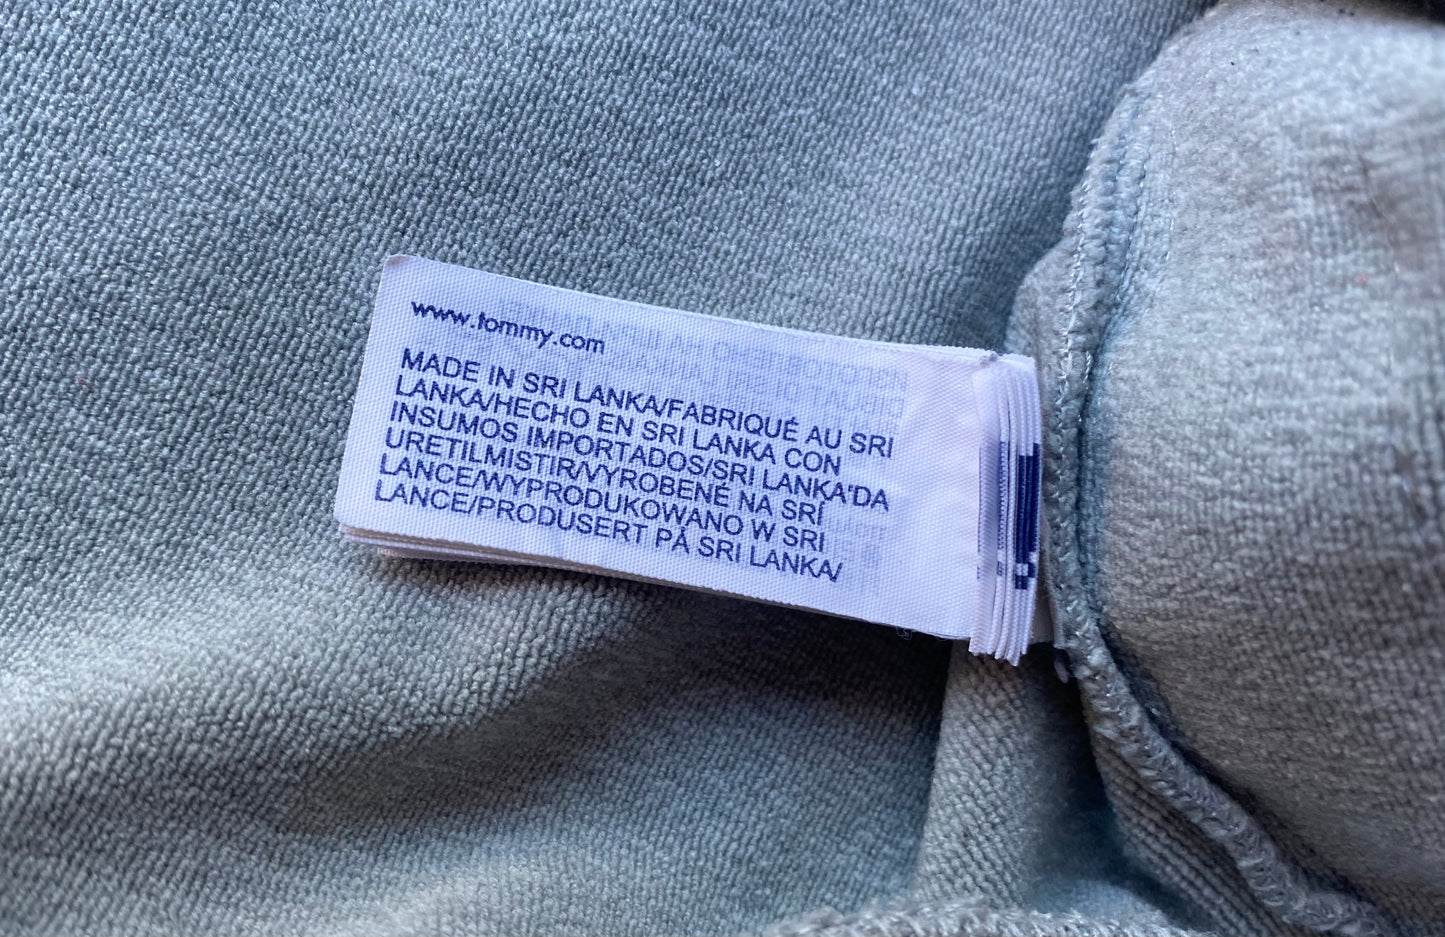 www.tommy.com
MADE IN SRI LANKA/FABRIQUÉ AU SRI
LANKA/HECHO EN SRI LANKA CON
INSUMOS IMPORTADOS/SRI LANKA'DA
URETILMISTIR/VYROBENÉ NA SRÍ
LANCE/WYPRODUKOWANO W SRI
LANCE/PRODUSERT PÅ SRI LANKA/